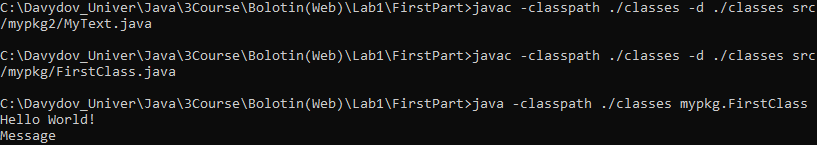 C:\Davydov_Univer\Java\3Course\Bolotin(Web)\Lab1\FirstPart>javac -classpath ./classes -d ./classes src
/mypkg2/MyText.java
C:\Davydov_Univer\Java\3Course\Bolotin(Web)\Lab1\FirstPart>javac -classpath ./classes -d ./classes src
/mypkg/FirstClass.java
C:\Davydov_Univer\Java\3Course\Bolotin(Web)\Lab1\FirstPart>java -classpath ./classes mypkg.FirstClass
Hello World!
Message